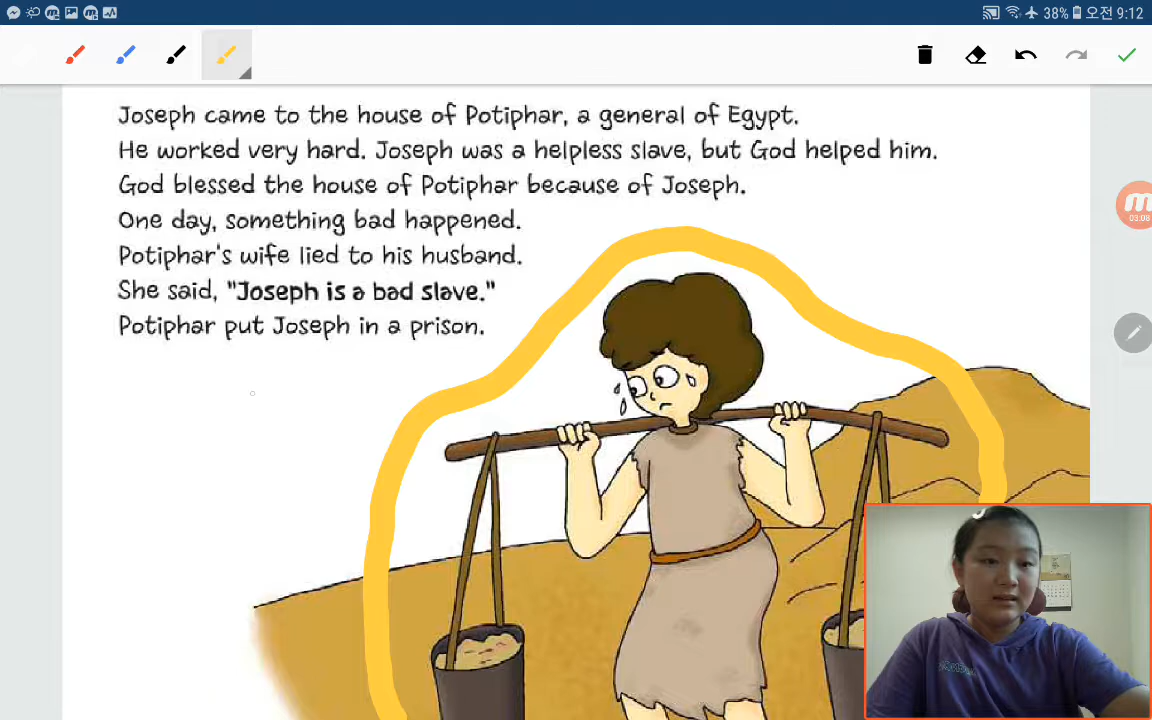 38% 오전 9:12
Joseph came to the house of Potiphar, a general of Egypt.
He worked very hard. Joseph was a helpless slave, but God helped him.
God blessed the house of Potiphar because of Joseph.
One day, something bad happened.
Potiphar's wife lied to his husband.
She said, "Joseph is a bad slave."
Potiphar put Joseph in a prison.
03:08